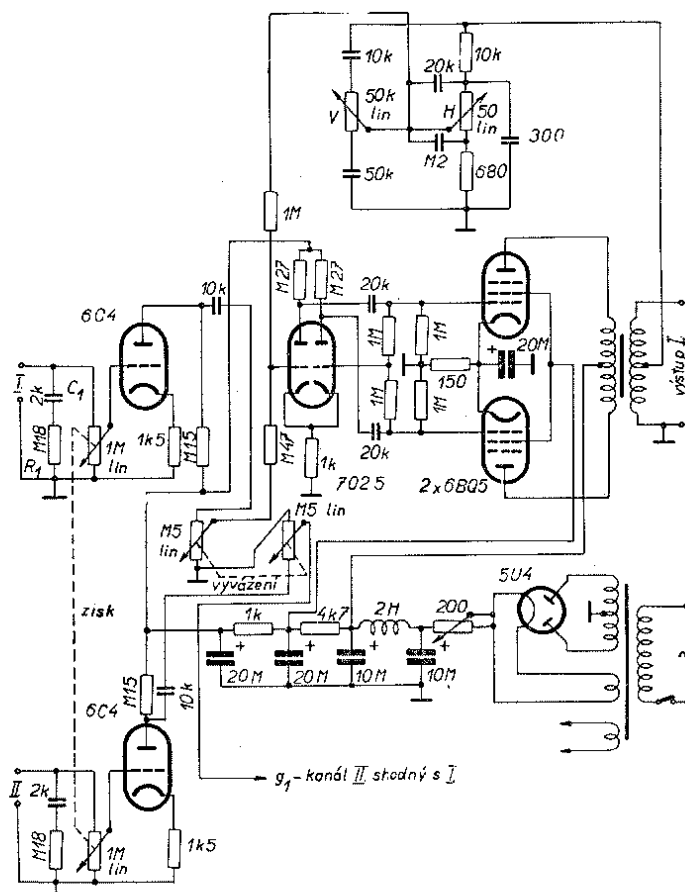 10k
10k
20k
50k
lin
V
H
50
lin
300
M2
680
50k
1M
M27
M27
10k
20k
6C4
1M
1M
+
20M
150
výstup I
I
2k
C1
M18
R1
1M
lin
1k5
M15
M47
1M
1M
20k
1k
7025
2x6BQ5
M5
lin
M5 lin
vyvážení
5U4
zisk
1k
4k7
2H
200
+
+
+
+
20M
20M
10M
10M
M15
10k
6C4
g1 - kanál II shodný s I
II
2k
M18
1M
lin
1k5